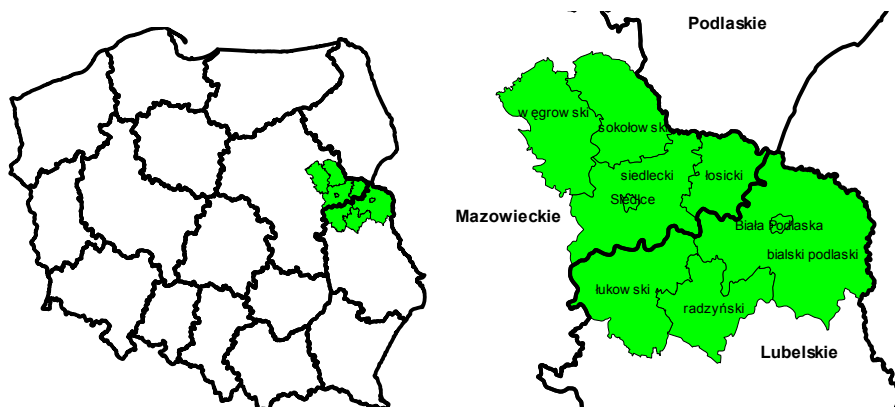 Podlaskie
węgrowski
sokołowski
siedlecki
łosicki
Siedlce
Mazowieckie
Biała Podlaska
bialski podlaski
łukowski
radzyński
Lubelskie